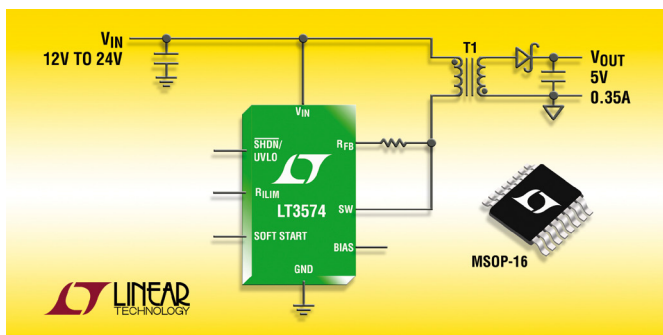 VIN
12V TO 24V
T1
VOUT
5V
0.35A
VIN
SHDN/
UVLO
RFB
RILIM
LT3574
SW
SOFT START
BIAS
GND
MSOP-16
LINEAR
TECHNOLOGY